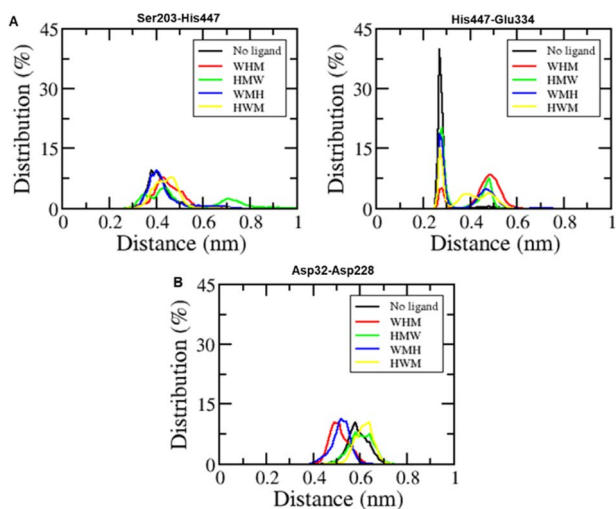 A
Ser203-His447
45
30
15
0
Distribution (%)
No ligand
WHM
HMW
WMH
HWM
0 0.2 0.4 0.6 0.8 1
Distance (nm)
His447-Glu334
45
30
15
0
Distribution (%)
No ligand
WHM
HMW
WMH
HWM
0 0.2 0.4 0.6 0.8 1
Distance (nm)
B
Asp32-Asp228
45
30
15
0
Distribution (%)
No ligand
WHM
HMW
WMH
HWM
0 0.2 0.4 0.6 0.8 1
Distance (nm)